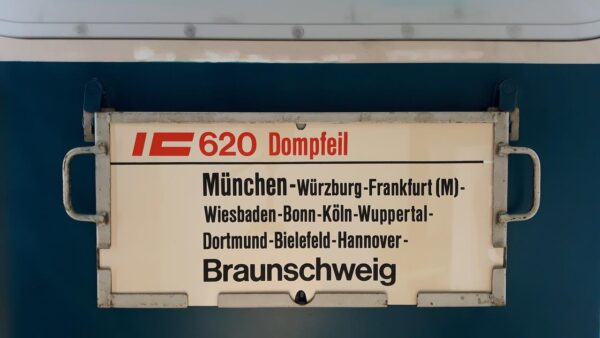 IC 620 Dompfeil
München-Würzburg-Frankfurt (M)-
Wiesbaden-Bonn-Köln-Wuppertal-
Dortmund-Bielefeld-Hannover-
Braunschweig